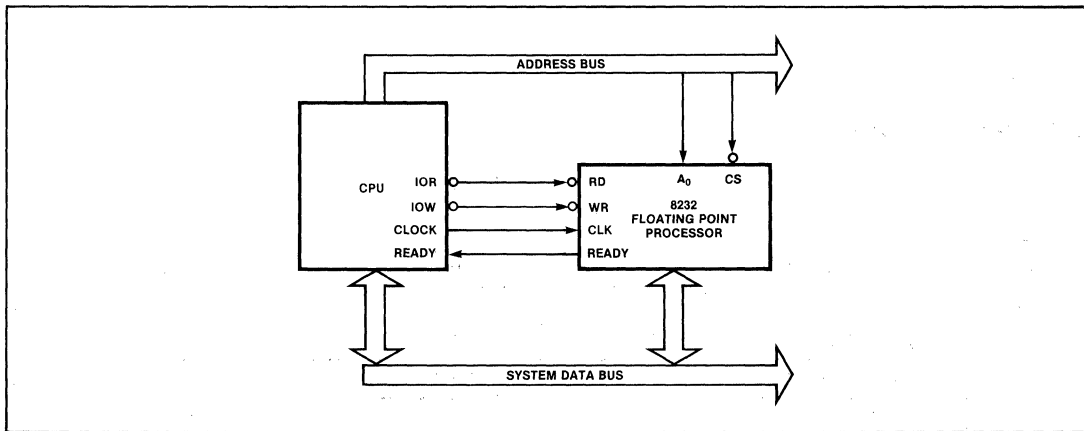 ADDRESS BUS
CPU
IOR
IOW
CLOCK
READY
RD
WR
CLK
READY
A0
CS
8232
FLOATING POINT
PROCESSOR
SYSTEM DATA BUS